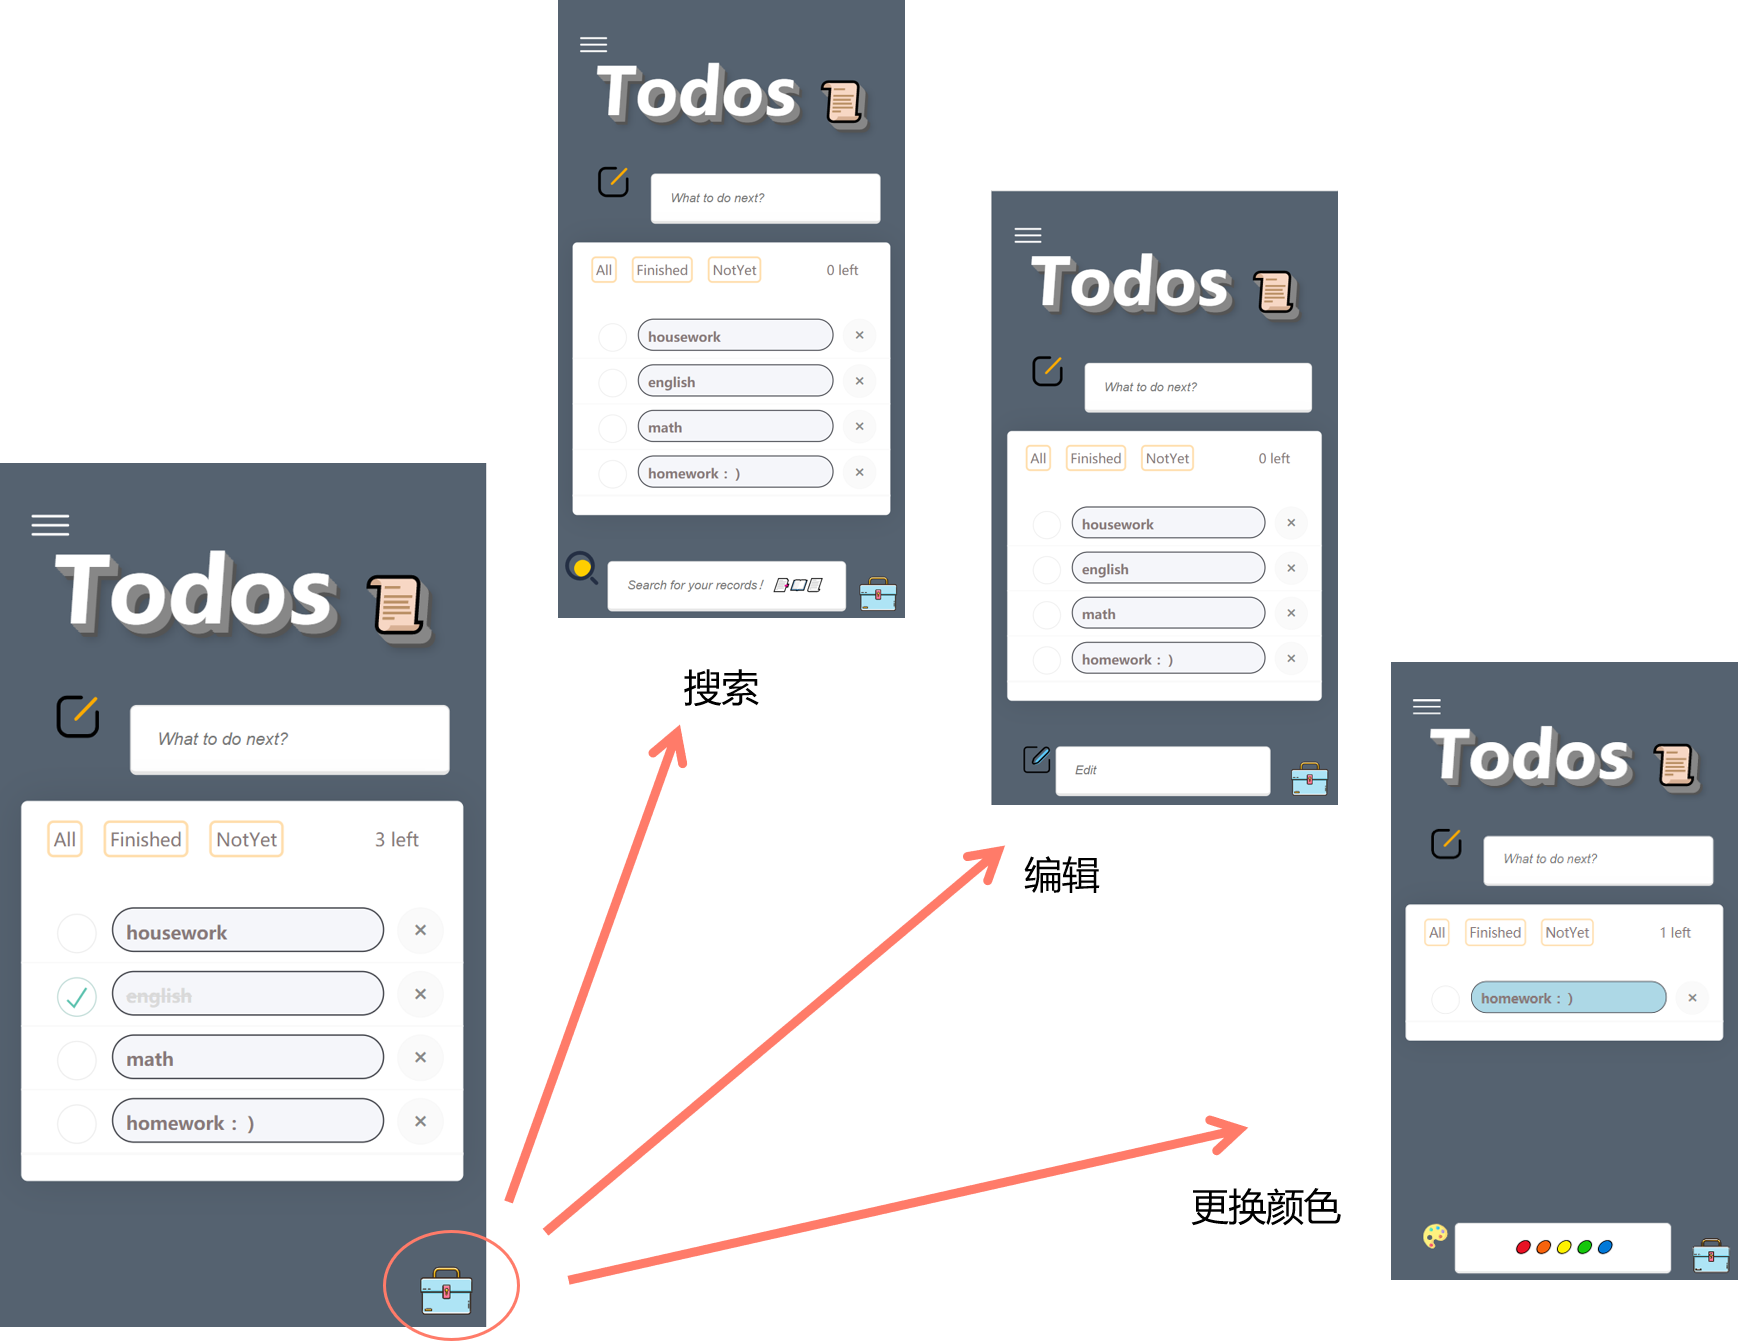 Todos
What to do next?
All Finished NotYet 3 left
housework ×
english ×
math ×
homework : ) ×
Todos
What to do next?
All Finished NotYet 0 left
housework ×
english ×
math ×
homework : ) ×
Search for your records !
搜索
Todos
What to do next?
All Finished NotYet 0 left
housework ×
english ×
math ×
homework : ) ×
Edit
编辑
Todos
What to do next?
All Finished NotYet 1 left
homework : ) ×
更换颜色